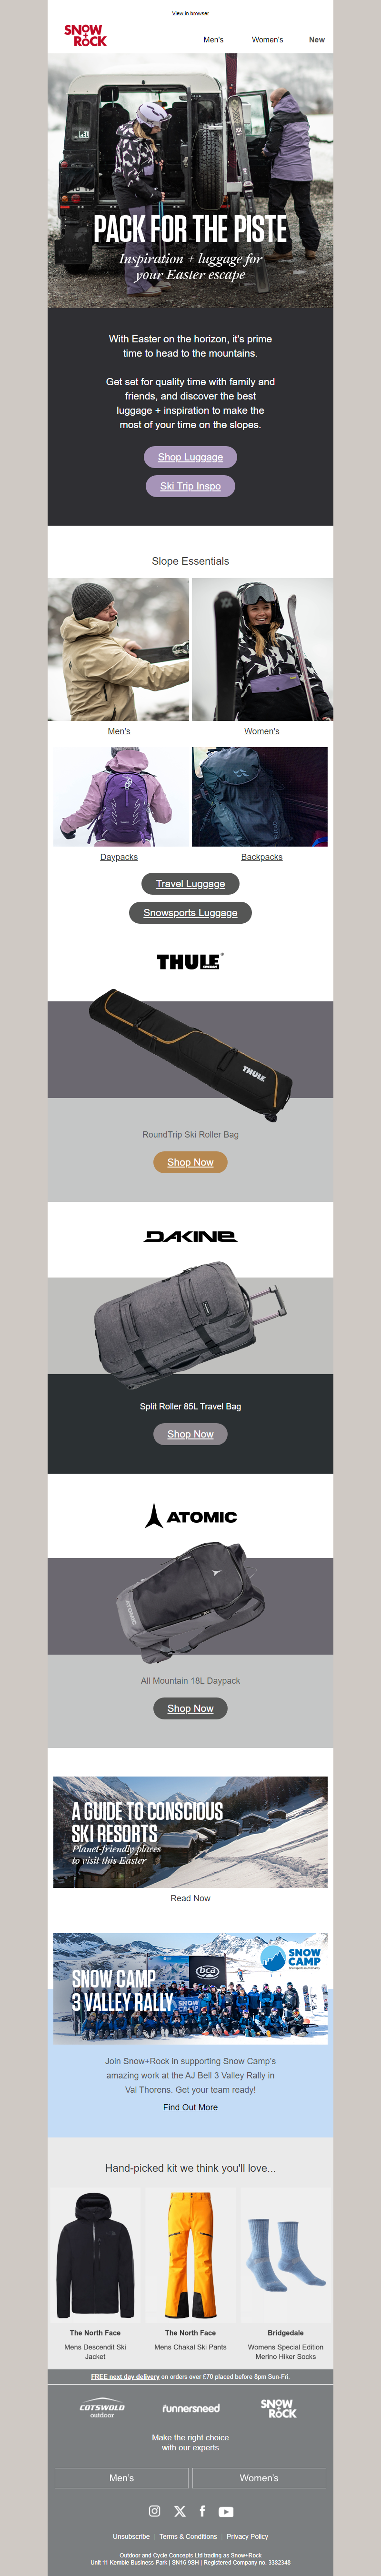 View in browser
SNOW
+
ROCK
Men's
Women's
New
PACK FOR THE PISTE
Inspiration + luggage for
your Easter escape
With Easter on the horizon, it's prime
time to head to the mountains.
Get set for quality time with family and
friends, and discover the best
luggage + inspiration to make the
most of your time on the slopes.
Shop Luggage
Ski Trip Inspo
Slope Essentials
Men's
Women's
Daypacks
Backpacks
Travel Luggage
Snowsports Luggage
THULE
THULE
RoundTrip Ski Roller Bag
Shop Now
DAKINE
Split Roller 85L Travel Bag
Shop Now
ATOMIC
ATOMIC
All Mountain 18L Daypack
Shop Now
A GUIDE TO CONSCIOUS
SKI RESORTS
Planet-friendly places
to visit this Easter
Read Now
SNOW
CAMP
bca
SNOW CAMP
3 VALLEY RALLY
Join Snow+Rock in supporting Snow Camp's
amazing work at the AJ Bell 3 Valley Rally in
Val Thorens. Get your team ready!
Find Out More
Hand-picked kit we think you'll love...
The North Face
Mens Descendit Ski
Jacket
The North Face
Mens Chakal Ski Pants
Bridgedale
Womens Special Edition
Merino Hiker Socks
FREE next day delivery on orders over £70 placed before 8pm Sun-Fri.
COTSWOLD
outdoor
runnersneed
SNOW
+
ROCK
Make the right choice
with our experts
Men's
Women's
Unsubscribe | Terms & Conditions | Privacy Policy
Outdoor and Cycle Concepts Ltd trading as Snow+Rock
Unit 11 Kemble Business Park | SN16 9SH | Registered Company no. 3382348